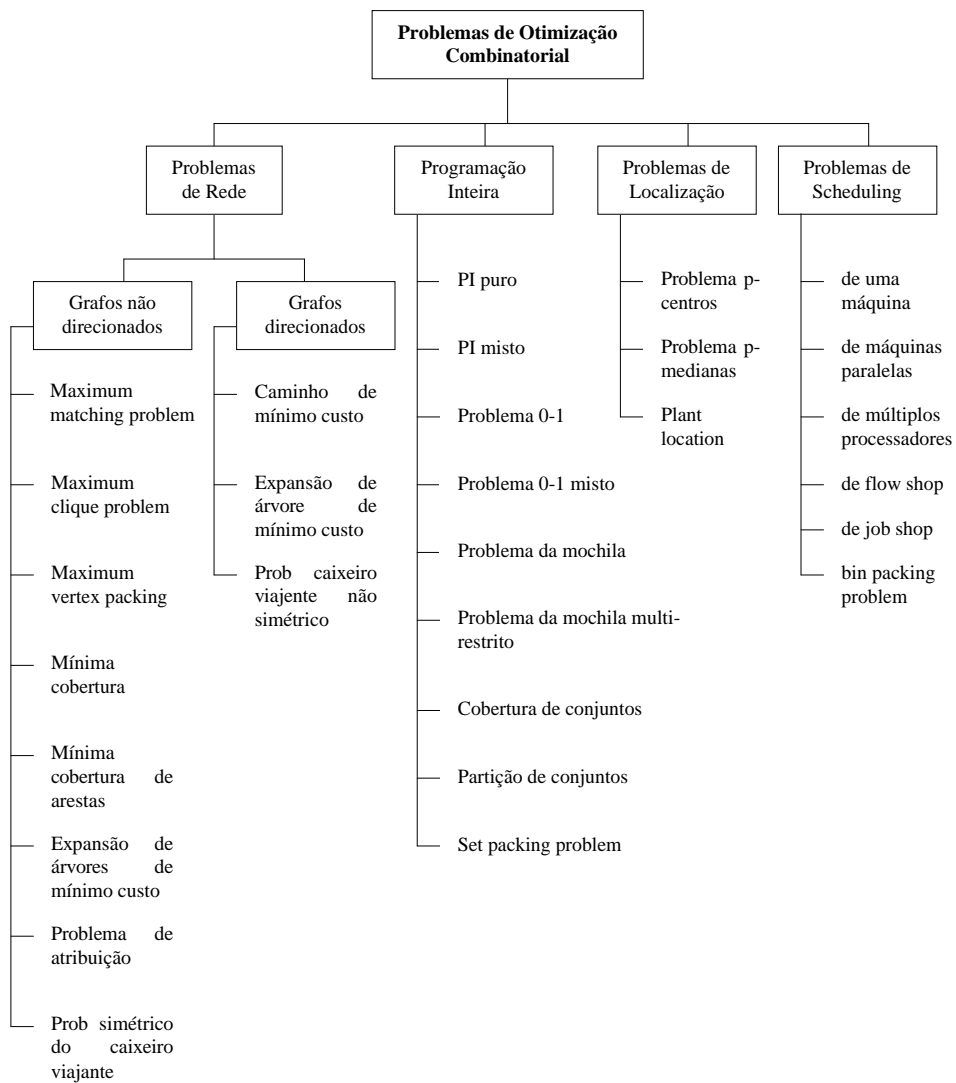 Problemas de Otimização
Combinatorial
Problemas
de Rede
Programação
Inteira
Problemas de
Localização
Problemas de
Scheduling
Grafos não
direcionados
Grafos
direcionados
Maximum
matching problem
Maximum
clique problem
Maximum
vertex packing
Mínima
cobertura
Mínima
cobertura de
arestas
Expansão de
árvores de
mínimo custo
Problema de
atribuição
Prob simétrico
do caixeiro
viajante
Caminho de
mínimo custo
Expansão de
árvore de
mínimo custo
Prob caixeiro
viajente não
simétrico
PI puro
PI misto
Problema 0-1
Problema 0-1 misto
Problema da mochila
Problema da mochila multi-
restrito
Cobertura de conjuntos
Partição de conjuntos
Set packing problem
Problema p-
centros
Problema p-
medianas
Plant
location
de uma
máquina
de máquinas
paralelas
de múltiplos
processadores
de flow shop
de job shop
bin packing
problem